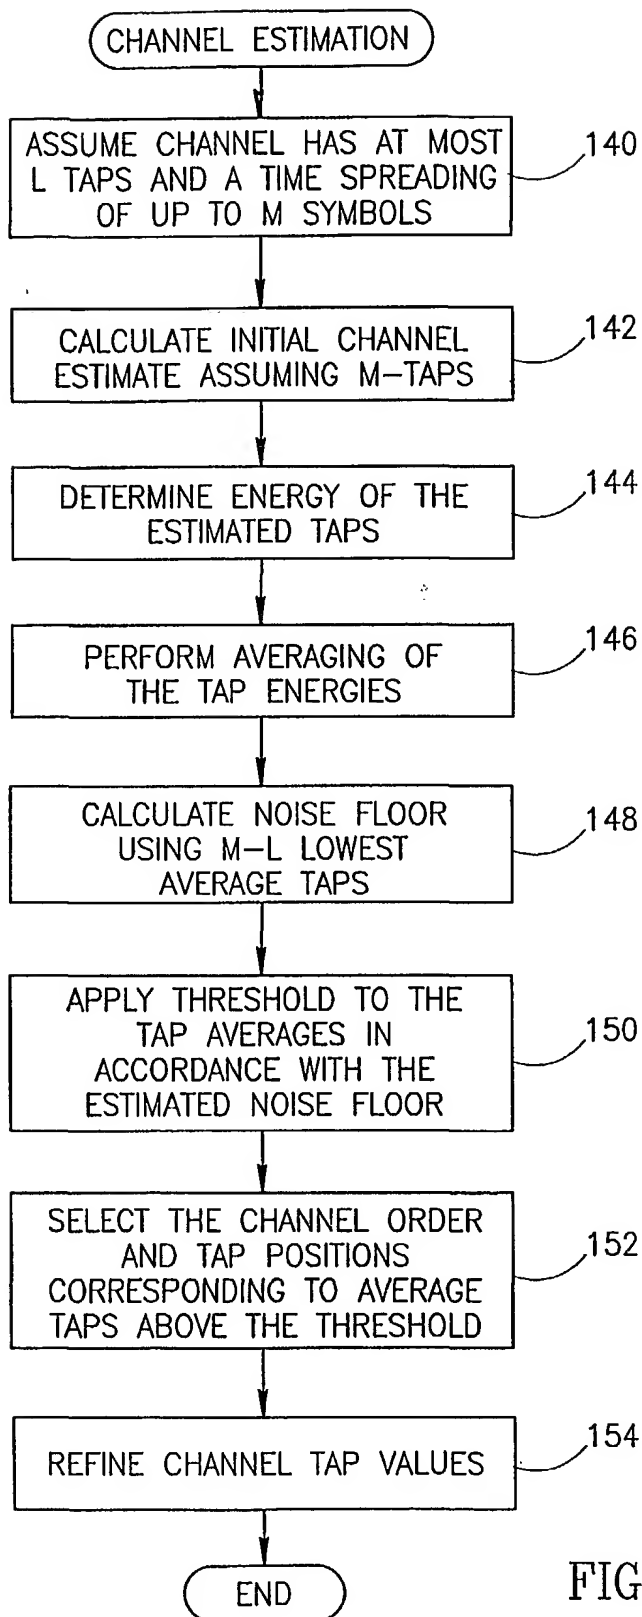 CHANNEL ESTIMATION
ASSUME CHANNEL HAS AT MOST
L TAPS AND A TIME SPREADING
OF UP TO M SYMBOLS
140
CALCULATE INITIAL CHANNEL
ESTIMATE ASSUMING M-TAPS
142
DETERMINE ENERGY OF THE
ESTIMATED TAPS
144
PERFORM AVERAGING OF
THE TAP ENERGIES
146
CALCULATE NOISE FLOOR
USING M-L LOWEST
AVERAGE TAPS
148
APPLY THRESHOLD TO THE
TAP AVERAGES IN
ACCORDANCE WITH THE
ESTIMATED NOISE FLOOR
150
SELECT THE CHANNEL ORDER
AND TAP POSITIONS
CORRESPONDING TO AVERAGE
TAPS ABOVE THE THRESHOLD
152
REFINE CHANNEL TAP VALUES
154
END
FIG